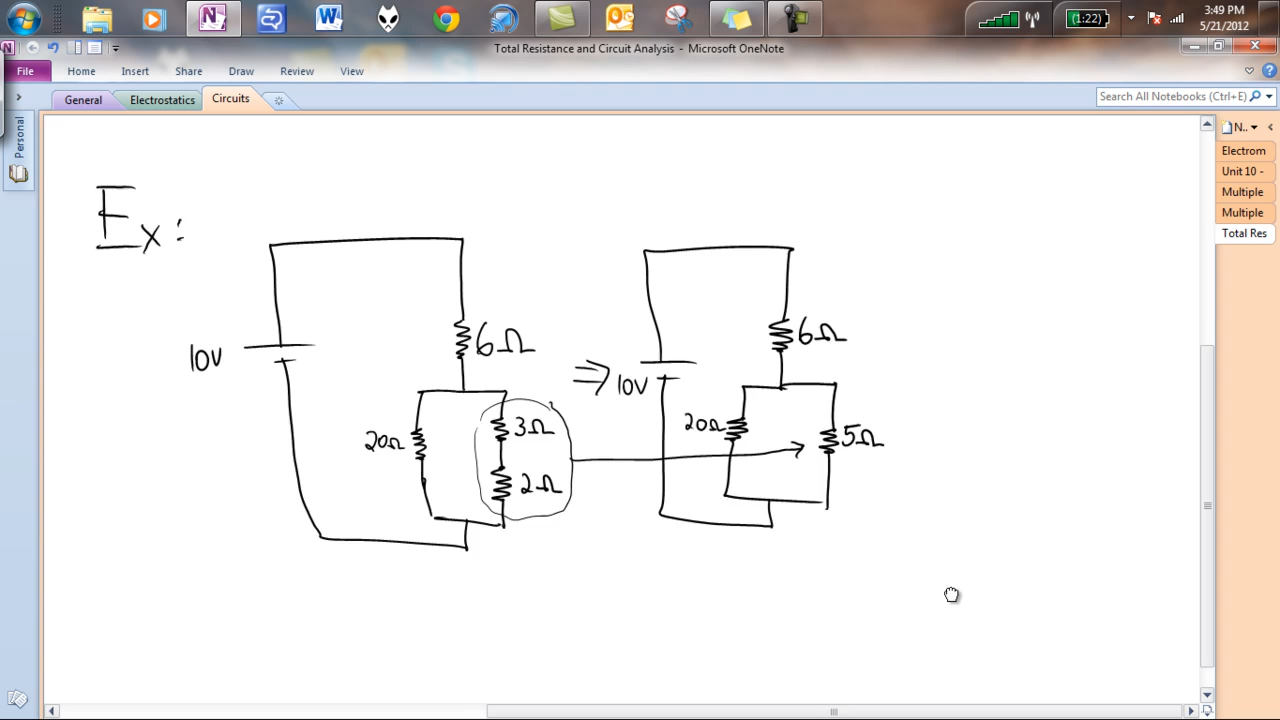 3:49 PM
(1:22)
5/21/2012
Total Resistance and Circuit Analysis - Microsoft OneNote
File Home Insert Share Draw Review View
General Electrostatics Circuits
Search All Notebooks (Ctrl+E)
Personal
N..
Electrom
Unit 10 -
Multiple
Multiple
Total Res
Ex:
10V
6Ω
20Ω
3Ω
2Ω
⇒
10V
6Ω
20Ω
5Ω